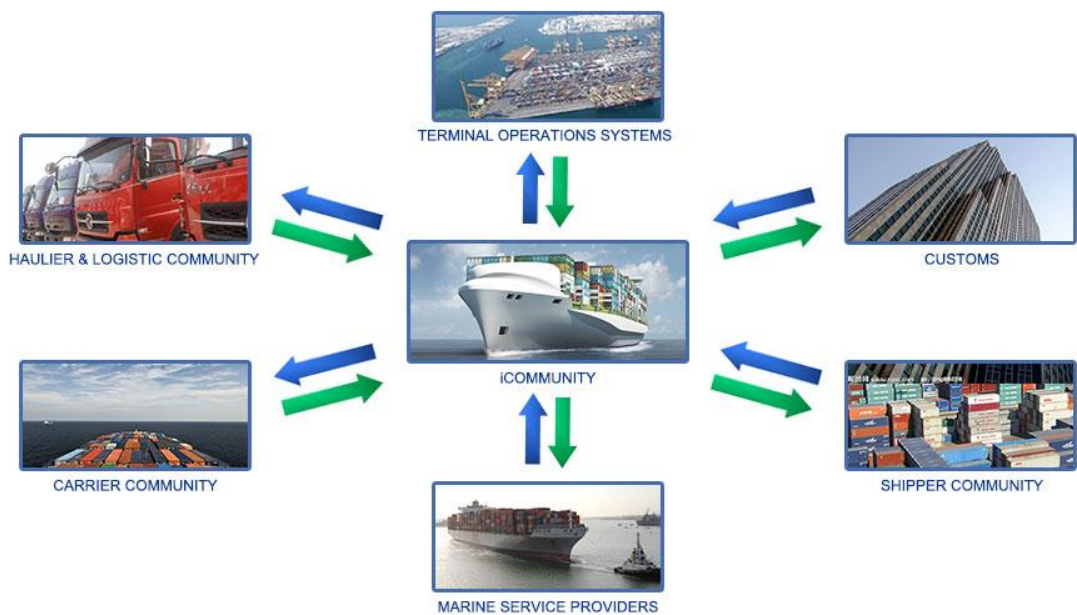 TERMINAL OPERATIONS SYSTEMS
HAULIER & LOGISTIC COMMUNITY
CUSTOMS
iCOMMUNITY
CARRIER COMMUNITY
SHIPPER COMMUNITY
MARINE SERVICE PROVIDERS